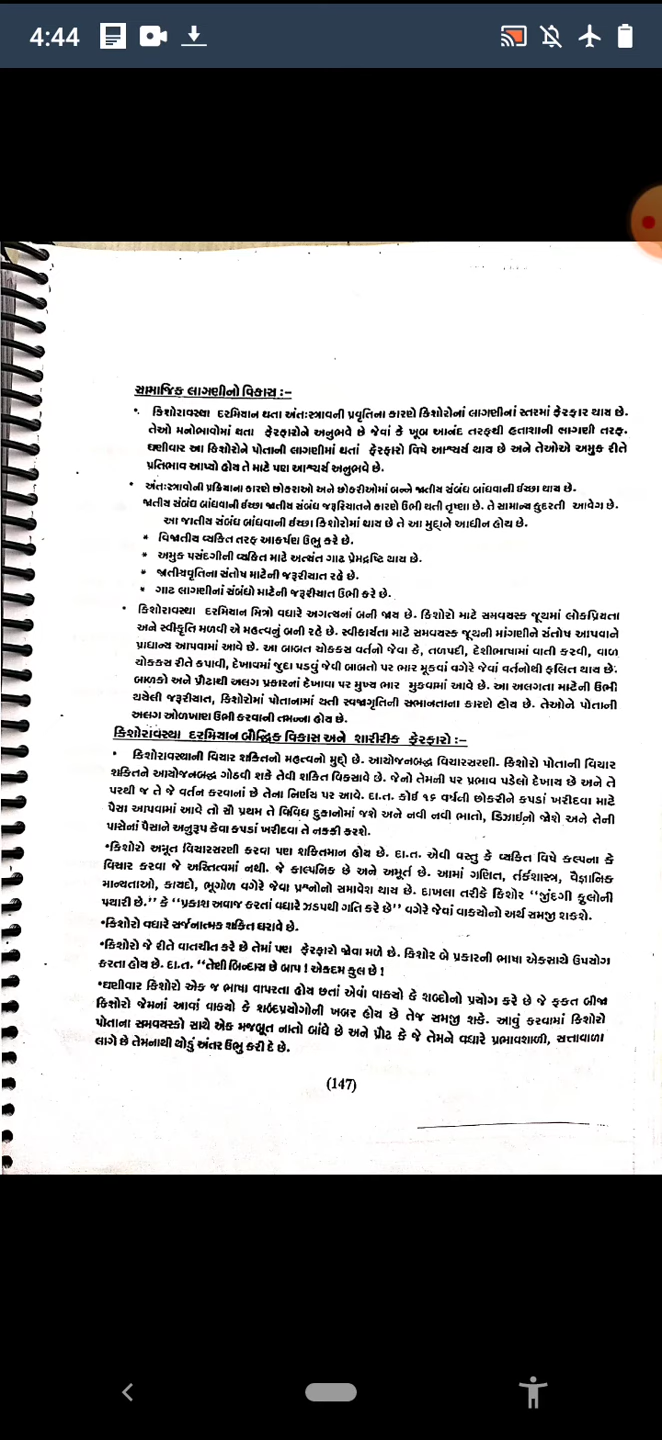 4:44
સામાજિક લાગણીનો વિકાસ :–
• કિશોરાવસ્થા દરમિયાન થતા અંતઃસ્ત્રાવની પ્રવૃતિના કારણે કિશોરોનાં લાગણીનાં સ્તરમાં ફેરફાર થાય છે.
તેઓ મનોભાવોમાં થતા ફેરફારોને અનુભવે છે જેવાં કે ખૂબ આનંદ તરફથી હતાશાની લાગણી તરફ.
ઘણીવાર આ કિશોરોને પોતાની લાગણીમાં થતાં ફેરફારો વિષે આશ્ચર્ય થાય છે અને તેઓએ અમુક રીતે
પ્રતિભાવ આપ્યો હોય તે માટે પણ આશ્ચર્ય અનુભવે છે.
• અંતઃસ્ત્રાવોની પ્રક્રિયાના કારણે છોકરાઓ અને છોકરીઓમાં બન્ને જાતીય સંબંધ બાંધવાની ઈચ્છા થાય છે.
જાતીય સંબંધ બાંધવાની ઈચ્છા જાતીય સંબંધ જરૂરિયાતને કારણે ઉભી થતી તૃષ્ણા છે. તે સામાન્ય કુદરતી આવેગ છે.
આ જાતીય સંબંધ બાંધવાની ઈચ્છા કિશોરોમાં થાય છે તે આ મુદ્દાને આધીન હોય છે.
* વિજાતીય વ્યકિત તરફ આકર્ષણ ઉભુ કરે છે.
* અમુક પસંદગીની વ્યકિત માટે અત્યંત ગાઢ પ્રેમદ્રષ્ટિ થાય છે.
* જાતીયવૃતિના સંતોષ માટેની જરૂરીયાત રહે છે.
* ગાઢ લાગણીનાં સંબંધો માટેની જરૂરીયાત ઉભી કરે છે.
• કિશોરાવસ્થા દરમિયાન મિત્રો વધારે અગત્યનાં બની જાય છે. કિશોરો માટે સમવયસ્ક જૂથમાં લોકપ્રિયતા
અને સ્વીકૃતિ મળવી એ મહત્વનું બની રહે છે. સ્વીકાર્યતા માટે સમવયસ્ક જૂથની માંગણીને સંતોષ આપવાને
પ્રાધાન્ય આપવામાં આવે છે. આ બાબત ચોકકસ વર્તનો જેવા કે, તળપદી, દેશીભાષામાં વાતી કરવી, વાળ
ચોકકસ રીતે કપાવી, દેખાવમાં જુદા પડવું જેવી બાબતો પર ભાર મૂકવાં વગેરે જેવાં વર્તનોથી ફલિત થાય છે.
બાળકો અને પ્રૌઢાથી અલગ પ્રકારનાં દેખાવા પર મુખ્ય ભાર મુકવામાં આવે છે. આ અલગતા માટેની ઉભી
થયેલી જરૂરીયાત, કિશોરોમાં પોતાનામાં થતી સ્વજાગૃતિની સભાનતાના કારણે હોય છે. તેઓને પોતાની
અલગ ઓળખાણ ઉભી કરવાની તમન્ના હોય છે.
કિશોરાવસ્થા દરમિયાન બૌધ્ધિક વિકાસ અને શારીરીક ફેરફારો :–
• કિશોરાવસ્થાની વિચાર શકિતનો મહત્વનો મુદ્દો છે. આયોજનબદ્ધ વિચારસરણી. કિશોરો પોતાની વિચાર
શકિતને આયોજનબદ્ધ ગોઠવી શકે તેવી શકિત વિકસાવે છે. જેનો તેમની પર પ્રભાવ પડેલો દેખાય છે અને તે
પરથી જ તે જે વર્તન કરવાનાં છે તેના નિર્ણય પર આવે. દા.ત. કોઈ ૧૬ વર્ષની છોકરીને કપડાં ખરીદવા માટે
પૈસા આપવામાં આવે તો સૌ પ્રથમ તે વિવિધ દુકાનોમાં જશે અને નવી નવી ભાતો, ડિઝાઈનો જોશે અને તેની
પાસેનાં પૈસાને અનુરૂપ કેવા કપડાં ખરીદવા તે નકકી કરશે.
•કિશોરો અમૂત વિચારસરણી કરવા પણ શકિતમાન હોય છે. દા.ત. એવી વસ્તુ કે વ્યકિત વિષે કલ્પના કે
વિચાર કરવા જે અસ્તિત્વમાં નથી. જે કાલ્પનિક છે અને અમૂર્ત છે. આમાં ગણિત, તર્કશાસ્ત્ર, વૈજ્ઞાનિક
માન્યતાઓ, કાયદો, ભૂગોળ વગેરે જેવા પ્રશ્નોનો સમાવેશ થાય છે. દાખલા તરીકે કિશોર "જીંદગી ફૂલોની
પથારી છે." કે "પ્રકાશ અવાજ કરતાં વધારે ઝડપથી ગતિ કરે છે" વગેરે જેવાં વાકયોનો અર્થ સમજી શકશે.
•કિશોરો વધારે સર્જનાત્મક શકિત ધરાવે છે.
•કિશોરો જે રીતે વાતચીત કરે છે તેમાં પણ ફેરફારો જોવા મળે છે. કિશોર બે પ્રકારની ભાષા એકસાથે ઉપયોગ
કરતા હોય છે. દા.ત. "તેથી બિન્દાસ છે બાપ ! એકદમ કુલ છે !
•ઘણીવાર કિશોરો એક જ ભાષા વાપરતા હોય છતાં એવાં વાકયો કે શબ્દોનો પ્રયોગ કરે છે જે ફકત બીજા
કિશોરો જેમનાં આવાં વાકયો કે શબ્દપ્રયોગોની ખબર હોય છે તેજ સમજી શકે. આવું કરવામાં કિશોરો
પોતાના સમવયસ્કો સાથે એક મજબૂત નાતો બાંધે છે અને પ્રૌઢ કે જે તેમને વધારે પ્રભાવશાળી, સત્તાવાળા
લાગે છે તેમનાથી થોડું અંતર ઉભુ કરી દે છે.
(147)